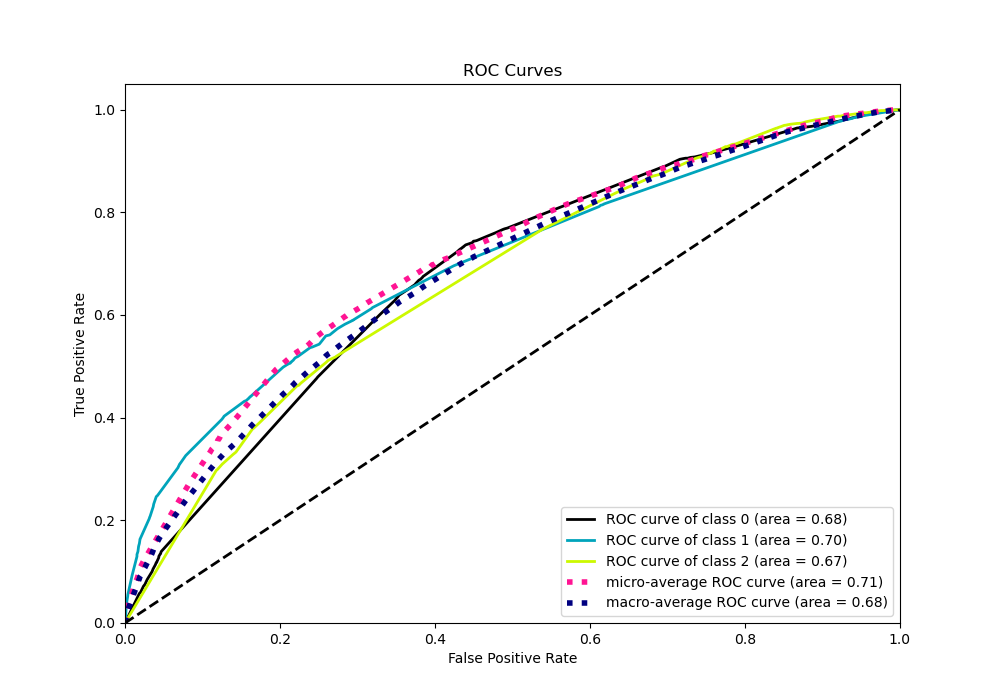 ROC Curves
True Positive Rate
1.0
0.8
0.6
0.4
0.2
0.0
0.0 0.2 0.4 0.6 0.8 1.0
False Positive Rate
ROC curve of class 0 (area = 0.68)
ROC curve of class 1 (area = 0.70)
ROC curve of class 2 (area = 0.67)
micro-average ROC curve (area = 0.71)
macro-average ROC curve (area = 0.68)